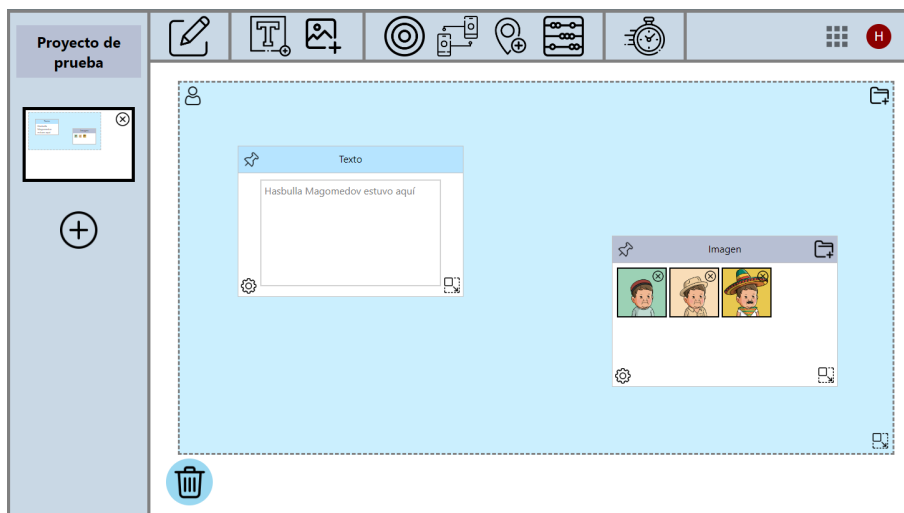 Proyecto de
prueba
H
Texto
Hasbulla Magomedov estuvo aquí
Imagen